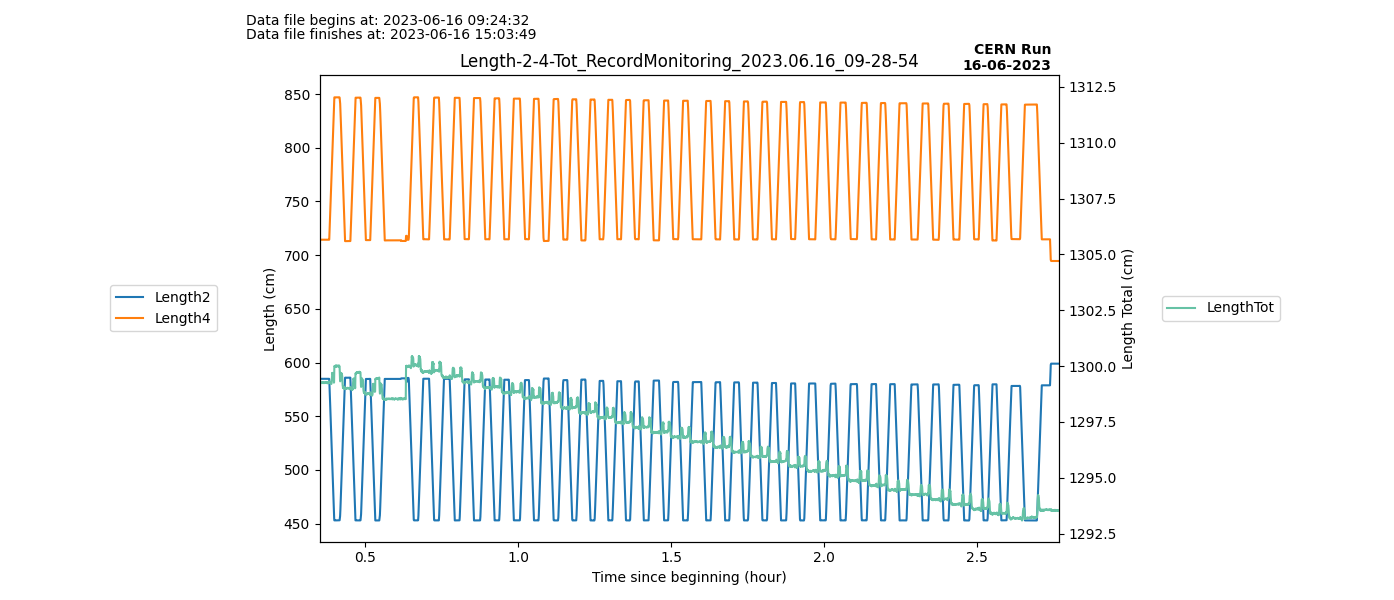 Data file begins at: 2023-06-16 09:24:32
Data file finishes at: 2023-06-16 15:03:49
CERN Run
16-06-2023
Length-2-4-Tot_RecordMonitoring_2023.06.16_09-28-54
850
800
750
700
650
600
550
500
450
Length (cm)
1312.5
1310.0
1307.5
1305.0
1302.5
1300.0
1297.5
1295.0
1292.5
Length Total (cm)
0.5
1.0
1.5
2.0
2.5
Time since beginning (hour)
Length2
Length4
LengthTot